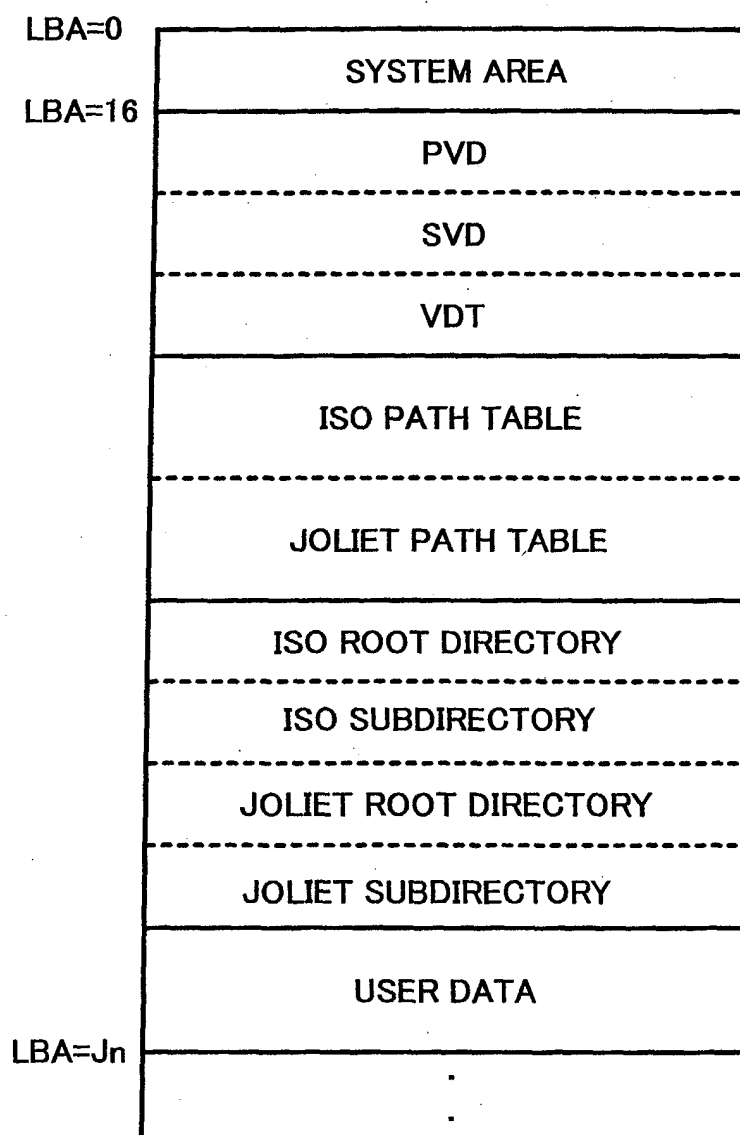 LBA=0
SYSTEM AREA
LBA=16
PVD
SVD
VDT
ISO PATH TABLE
JOLIET PATH TABLE
ISO ROOT DIRECTORY
ISO SUBDIRECTORY
JOLIET ROOT DIRECTORY
JOLIET SUBDIRECTORY
USER DATA
LBA=Jn